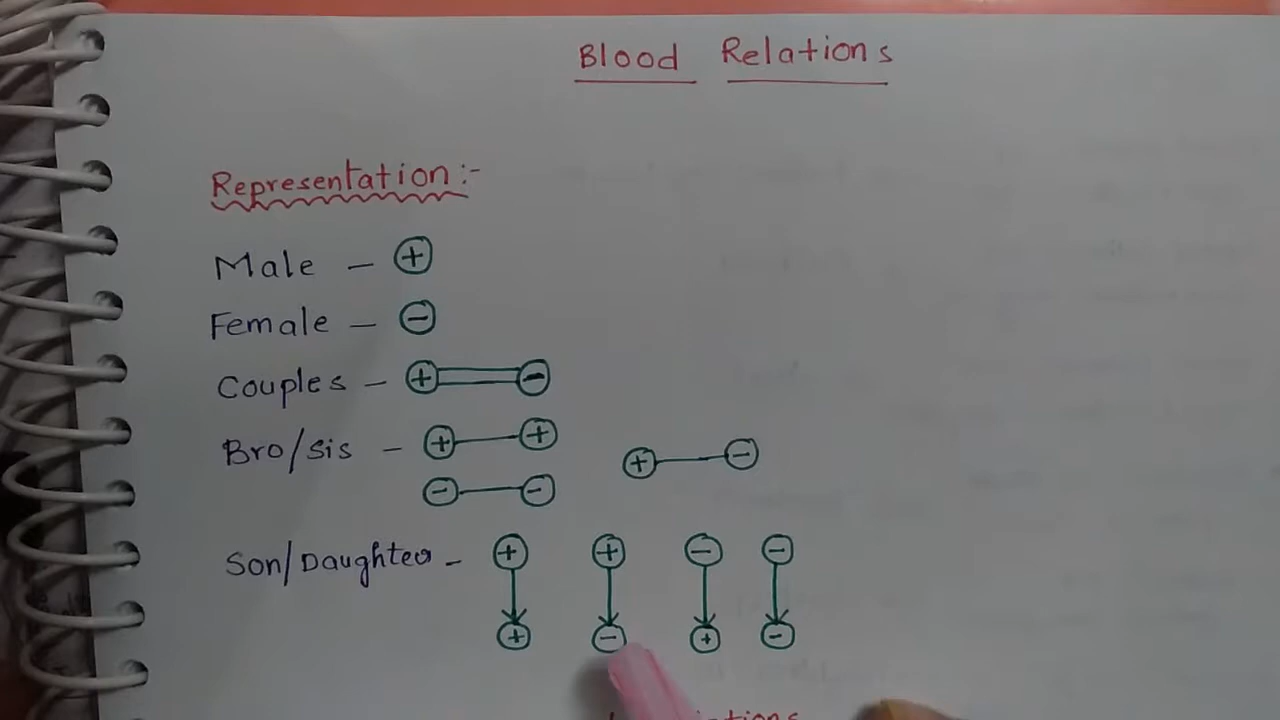 Blood Relations
Representation:-
Male - ⊕
Female - ⊖
Couples - ⊕ ⊖
Bro/sis - ⊕ ⊕ ⊕ ⊖
⊖ ⊖
Son/Daughter - ⊕ ⊕ ⊖ ⊖
⊕ ⊖ ⊕ ⊖